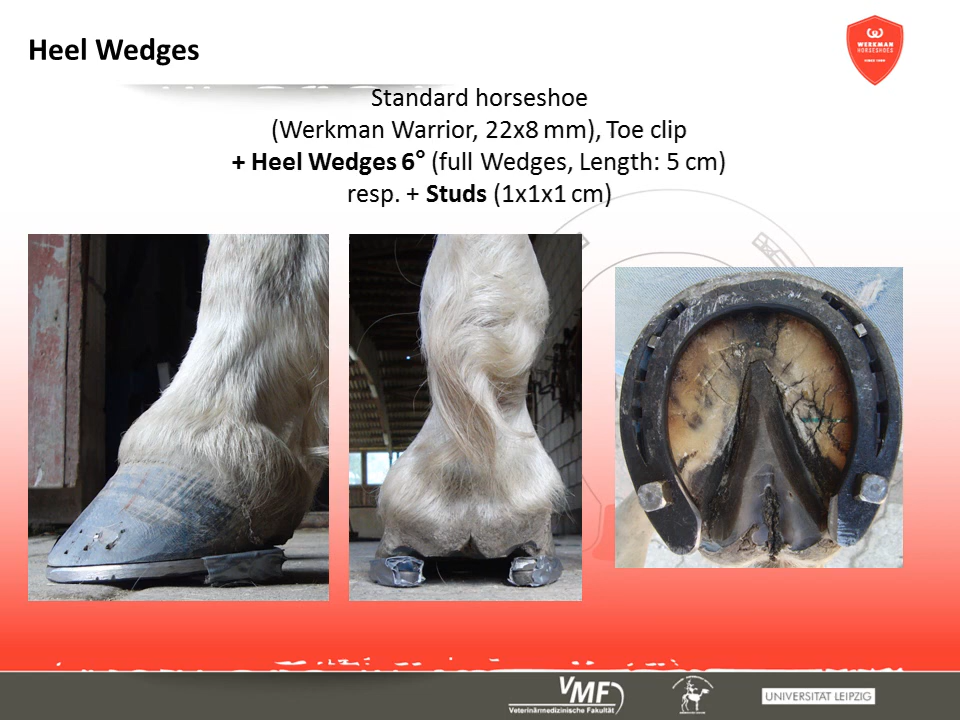 Heel Wedges
WERKMAN
HORSESHOES
Standard horseshoe
(Werkman Warrior, 22x8 mm), Toe clip
+ Heel Wedges 6° (full Wedges, Length: 5 cm)
resp. + Studs (1x1x1 cm)
VMF
Veterinärmedizinische Fakultät
UNIVERSITÄT LEIPZIG